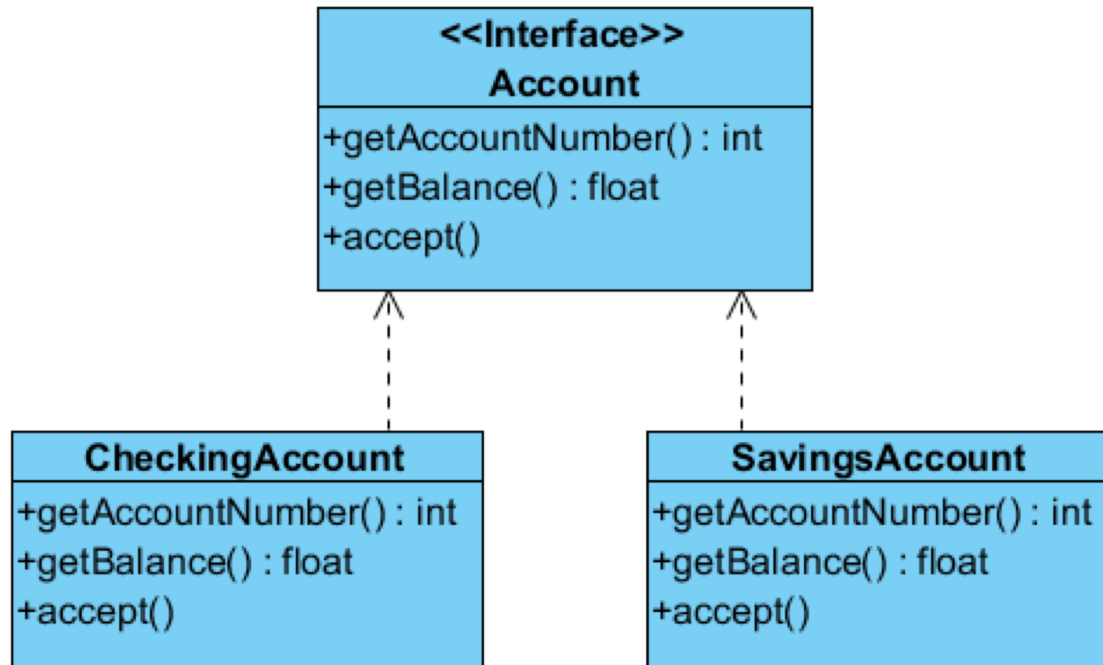 <<Interface>>
Account
+getAccountNumber() : int
+getBalance() : float
+accept()
CheckingAccount
+getAccountNumber() : int
+getBalance() : float
+accept()
SavingsAccount
+getAccountNumber() : int
+getBalance() : float
+accept()